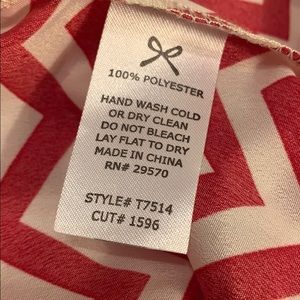 100% POLYESTER
HAND WASH COLD
OR DRY CLEAN
DO NOT BLEACH
LAY FLAT TO DRY
MADE IN CHINA
RN# 29570
STYLE# T7514
CUT# 1596